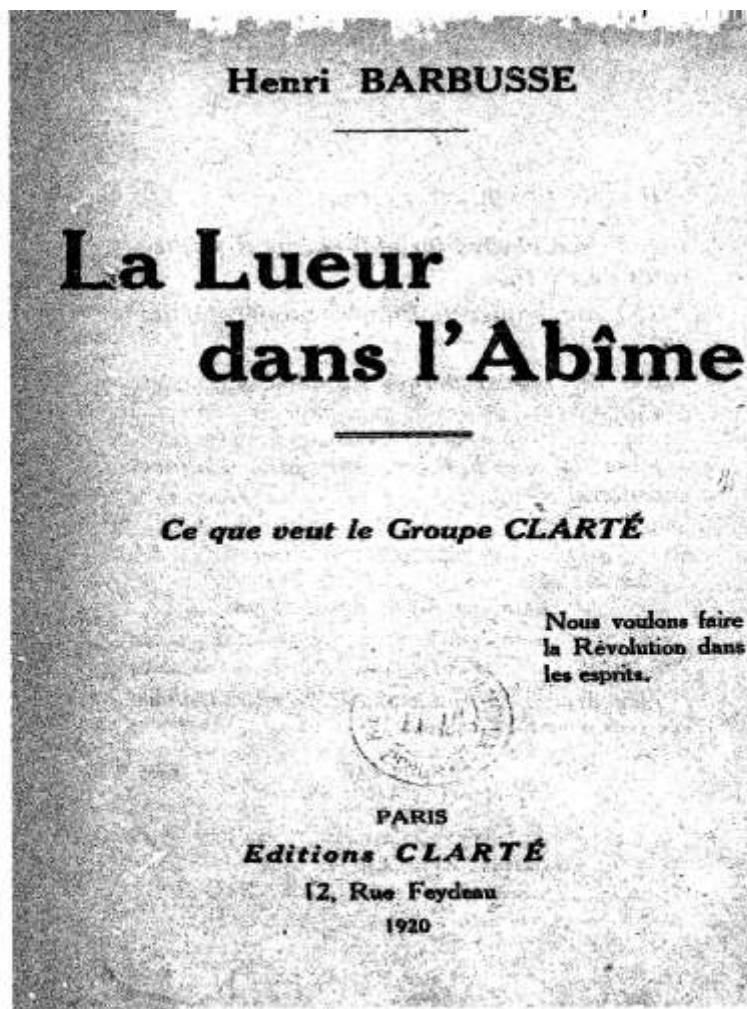 Henri BARBUSSE
La Lueur
dans l'Abîme
Ce que veut le Groupe CLARTÉ
Nous voulons faire
la Révolution dans
les esprits.
PARIS
Editions CLARTÉ
12, Rue Feydeau
1920